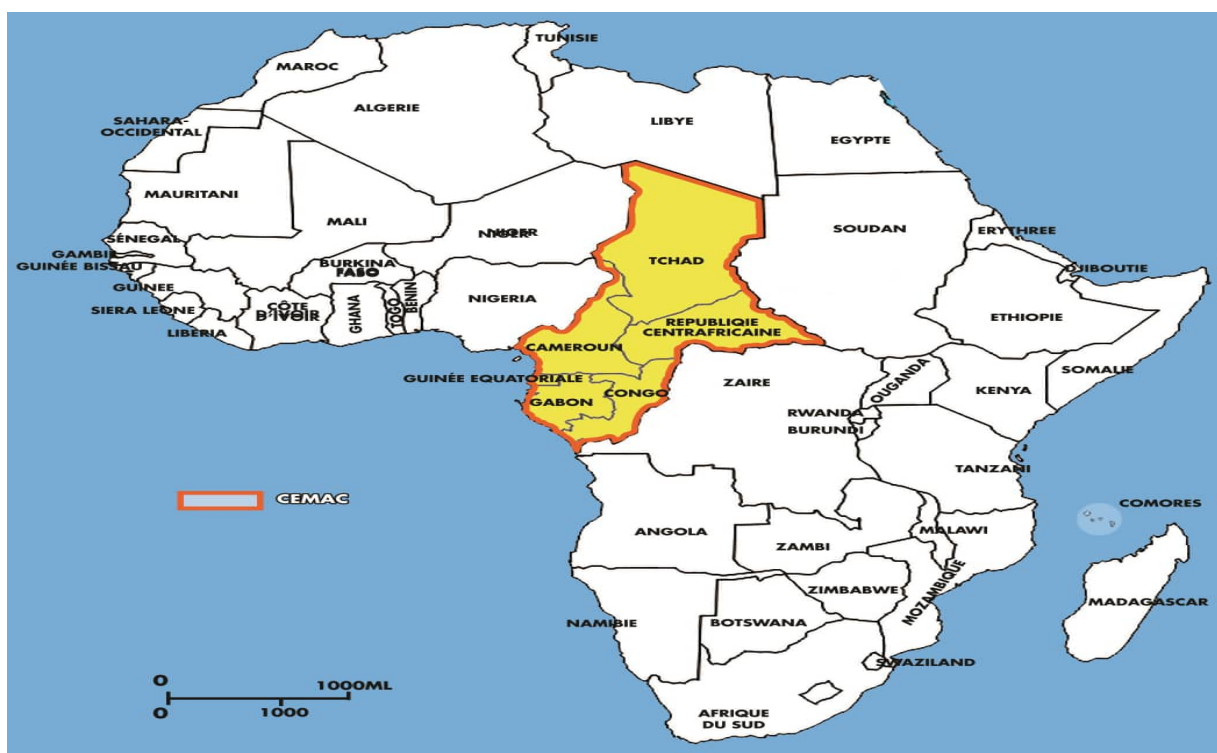 TUNISIE
MAROC
ALGERIE
LIBYE
EGYPTE
SAHARA-
OCCIDENTAL
MAURITANI
MALI
NIGER
TCHAD
SOUDAN
ERYTHREE
SÉNEGAL
GAMBIE
GUINÉE BISSAU
GUINEE
SIERA LEONE
LIBERIA
CÔTE
D'IVOIR
BURKINA
FASO
GHANA
TOGO
BÉNIN
NIGERIA
DJIBOUTIE
ETHIOPIE
SOMALIE
REPUBLIQIE
CENTRAFRICAINE
CAMEROUN
GUINÉE EQUATORIALE
GABON
CONGO
ZAIRE
OUGANDA
KENYA
RWANDA
BURUNDI
TANZANI
CEMAC
COMORES
ANGOLA
ZAMBI
MALAWI
ZIMBABWE
MOZAMBIQUE
MADAGASCAR
NAMIBIE
BOTSWANA
SWAZILAND
AFRIQUE
DU SUD
0 1000ML
0 1000